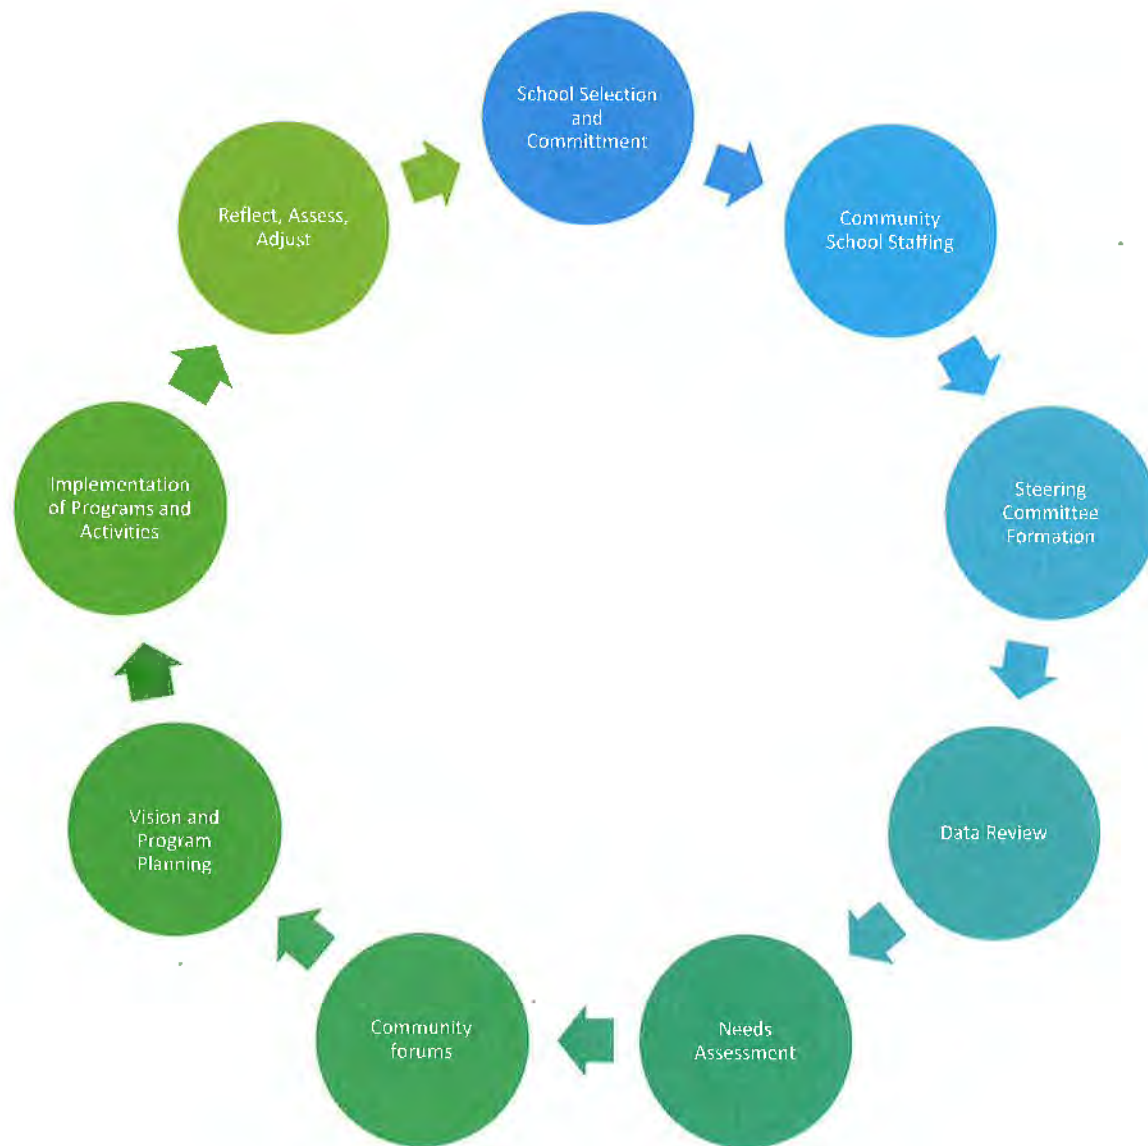 School Selection
and
Committment
Community
School Staffing
Steering
Committee
Formation
Data Review
Needs
Assessment
Community
forums
Vision and
Program
Planning
Implementation
of Programs and
Activities
Reflect, Assess,
Adjust